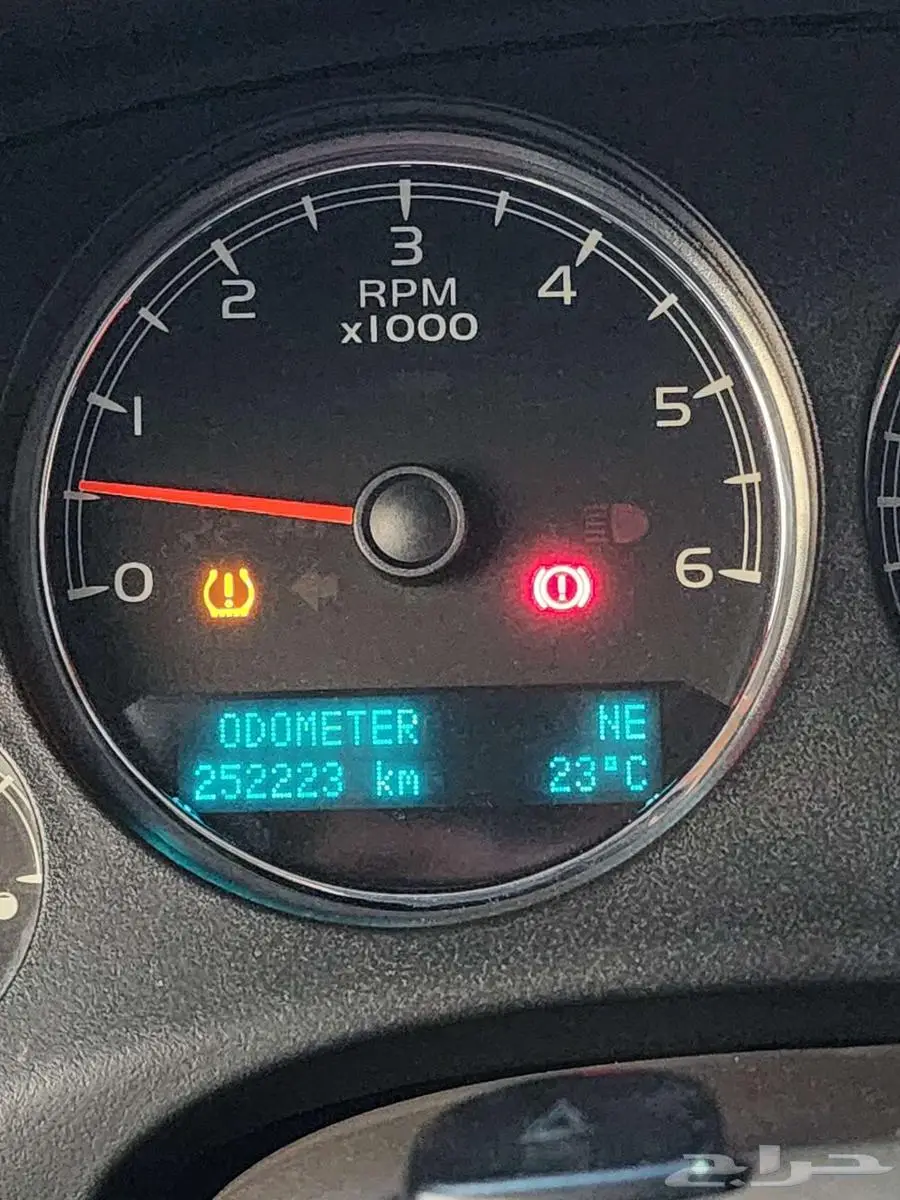 3
2
4
RPM
x1000
1
5
0
6
ODOMETER NE
252223 km 23°C
حراج